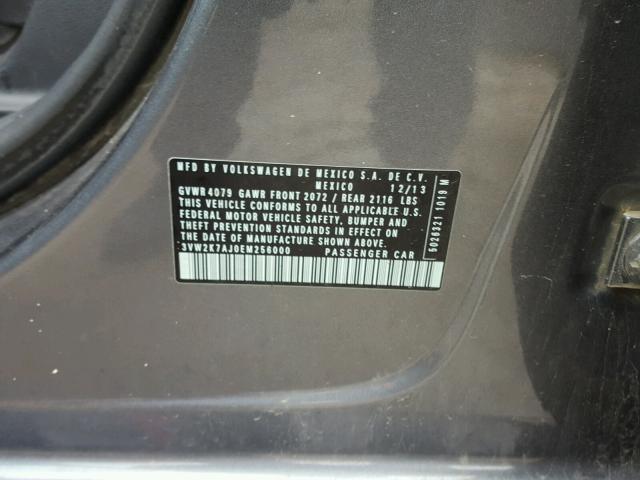 MFD BY VOLKSWAGEN DE MEXICO S.A. DE C.V.
MEXICO 12/13
GVWR 4079 GAWR FRONT 2072 / REAR 2116 LBS
THIS VEHICLE CONFORMS TO ALL APPLICABLE U.S.
FEDERAL MOTOR VEHICLE SAFETY, BUMPER AND
THEFT PREVENTION STANDARDS IN EFFECT ON
THE DATE OF MANUFACTURE SHOWN ABOVE.
3VW2K7AJ0EM256000 PASSENGER CAR
5026321 1019 M